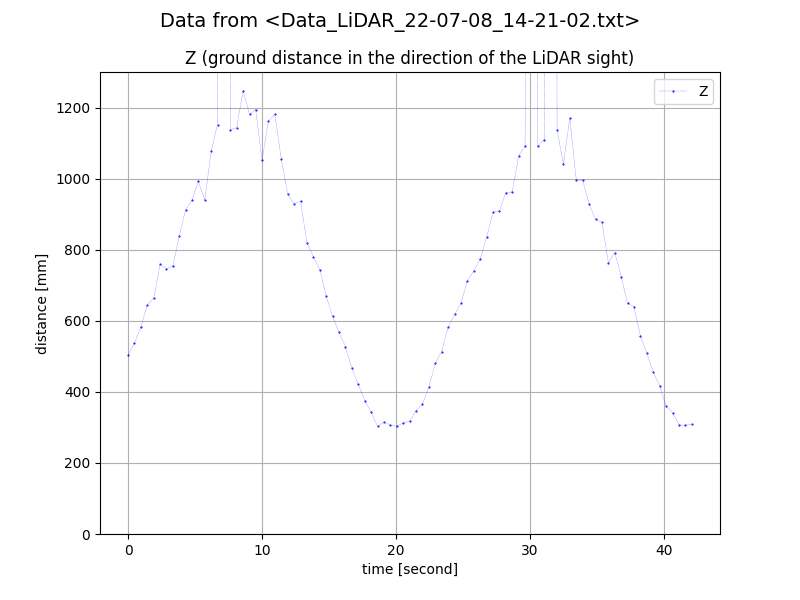 Data from <Data_LiDAR_22-07-08_14-21-02.txt>
Z (ground distance in the direction of the LiDAR sight)
Z
1200
1000
800
600
400
200
0
distance [mm]
0 10 20 30 40
time [second]